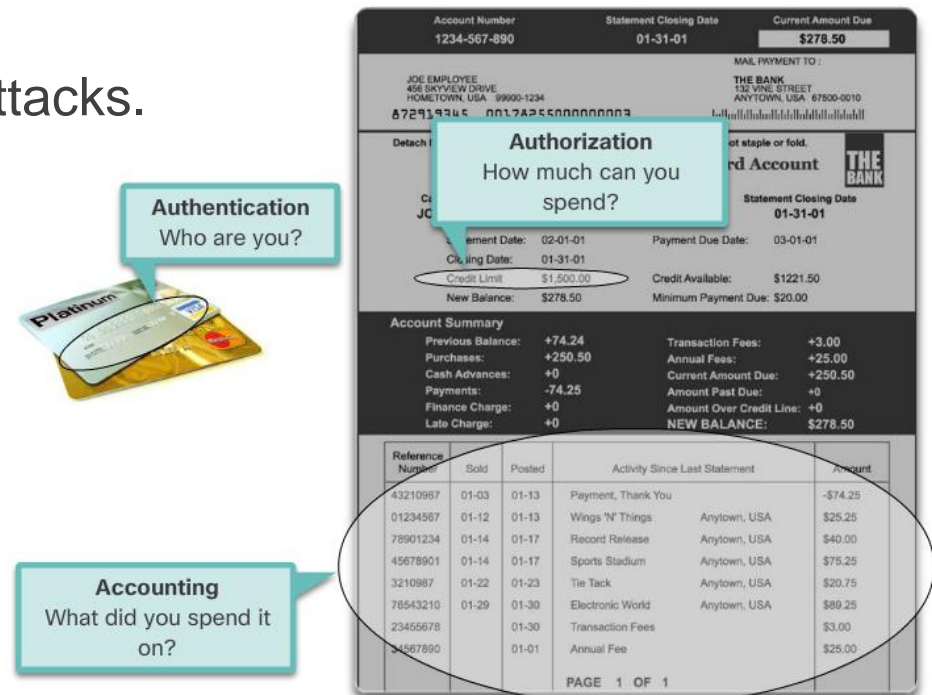 ttacks.
Authentication
Who are you?
Platinum
VISA
Account Number
Statement Closing Date
Current Amount Due
1234-567-890
01-31-01
$278.50
MAIL PAYMENT TO :
JOE EMPLOYEE
456 SKYVIEW DRIVE
HOMETOWN, USA 99900-1234
THE BANK
132 VINE STREET
ANYTOWN, USA 67500-0010
872919345 001782550000000003
Detach
not staple or fold.
Authorization
How much can you
spend?
rd Account
THE
BANK
JO
Statement Closing Date
01-31-01
Statement Date: 02-01-01 Payment Due Date: 03-01-01
Closing Date: 01-31-01
Credit Limit $1,500.00 Credit Available: $1221.50
New Balance: $278.50 Minimum Payment Due: $20.00
Account Summary
Previous Balance: +74.24 Transaction Fees: +3.00
Purchases: +250.50 Annual Fees: +25.00
Cash Advances: +0 Current Amount Due: +250.50
Payments: -74.25 Amount Past Due: +0
Finance Charge: +0 Amount Over Credit Line: +0
Late Charge: +0 NEW BALANCE: $278.50
Reference
Number Sold Posted Activity Since Last Statement Amount
43210987 01-03 01-13 Payment, Thank You -$74.25
01234567 01-12 01-13 Wings 'N' Things Anytown, USA $25.25
78901234 01-14 01-17 Record Release Anytown, USA $40.00
45678901 01-14 01-17 Sports Stadium Anytown, USA $75.25
3210987 01-22 01-23 Tie Tack Anytown, USA $20.75
76543210 01-29 01-30 Electronic World Anytown, USA $89.25
23455678 01-30 Transaction Fees $3.00
34567890 01-01 Annual Fee $25.00
PAGE 1 OF 1
Accounting
What did you spend it
on?